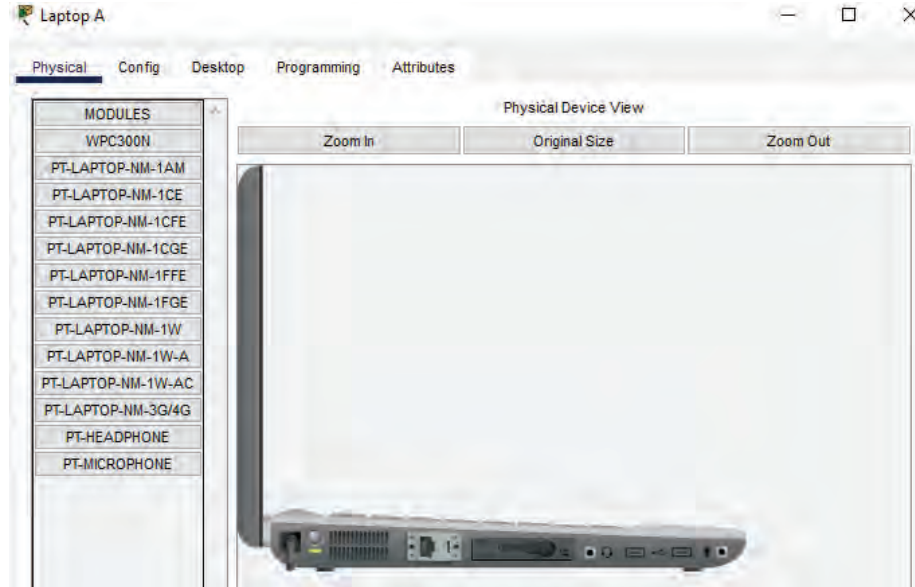 Laptop A
Physical Config Desktop Programming Attributes
MODULES
WPC300N
PT-LAPTOP-NM-1AM
PT-LAPTOP-NM-1CE
PT-LAPTOP-NM-1CFE
PT-LAPTOP-NM-1CGE
PT-LAPTOP-NM-1FFE
PT-LAPTOP-NM-1FGE
PT-LAPTOP-NM-1W
PT-LAPTOP-NM-1W-A
PT-LAPTOP-NM-1W-AC
PT-LAPTOP-NM-3G/4G
PT-HEADPHONE
PT-MICROPHONE
Physical Device View
Zoom In Original Size Zoom Out